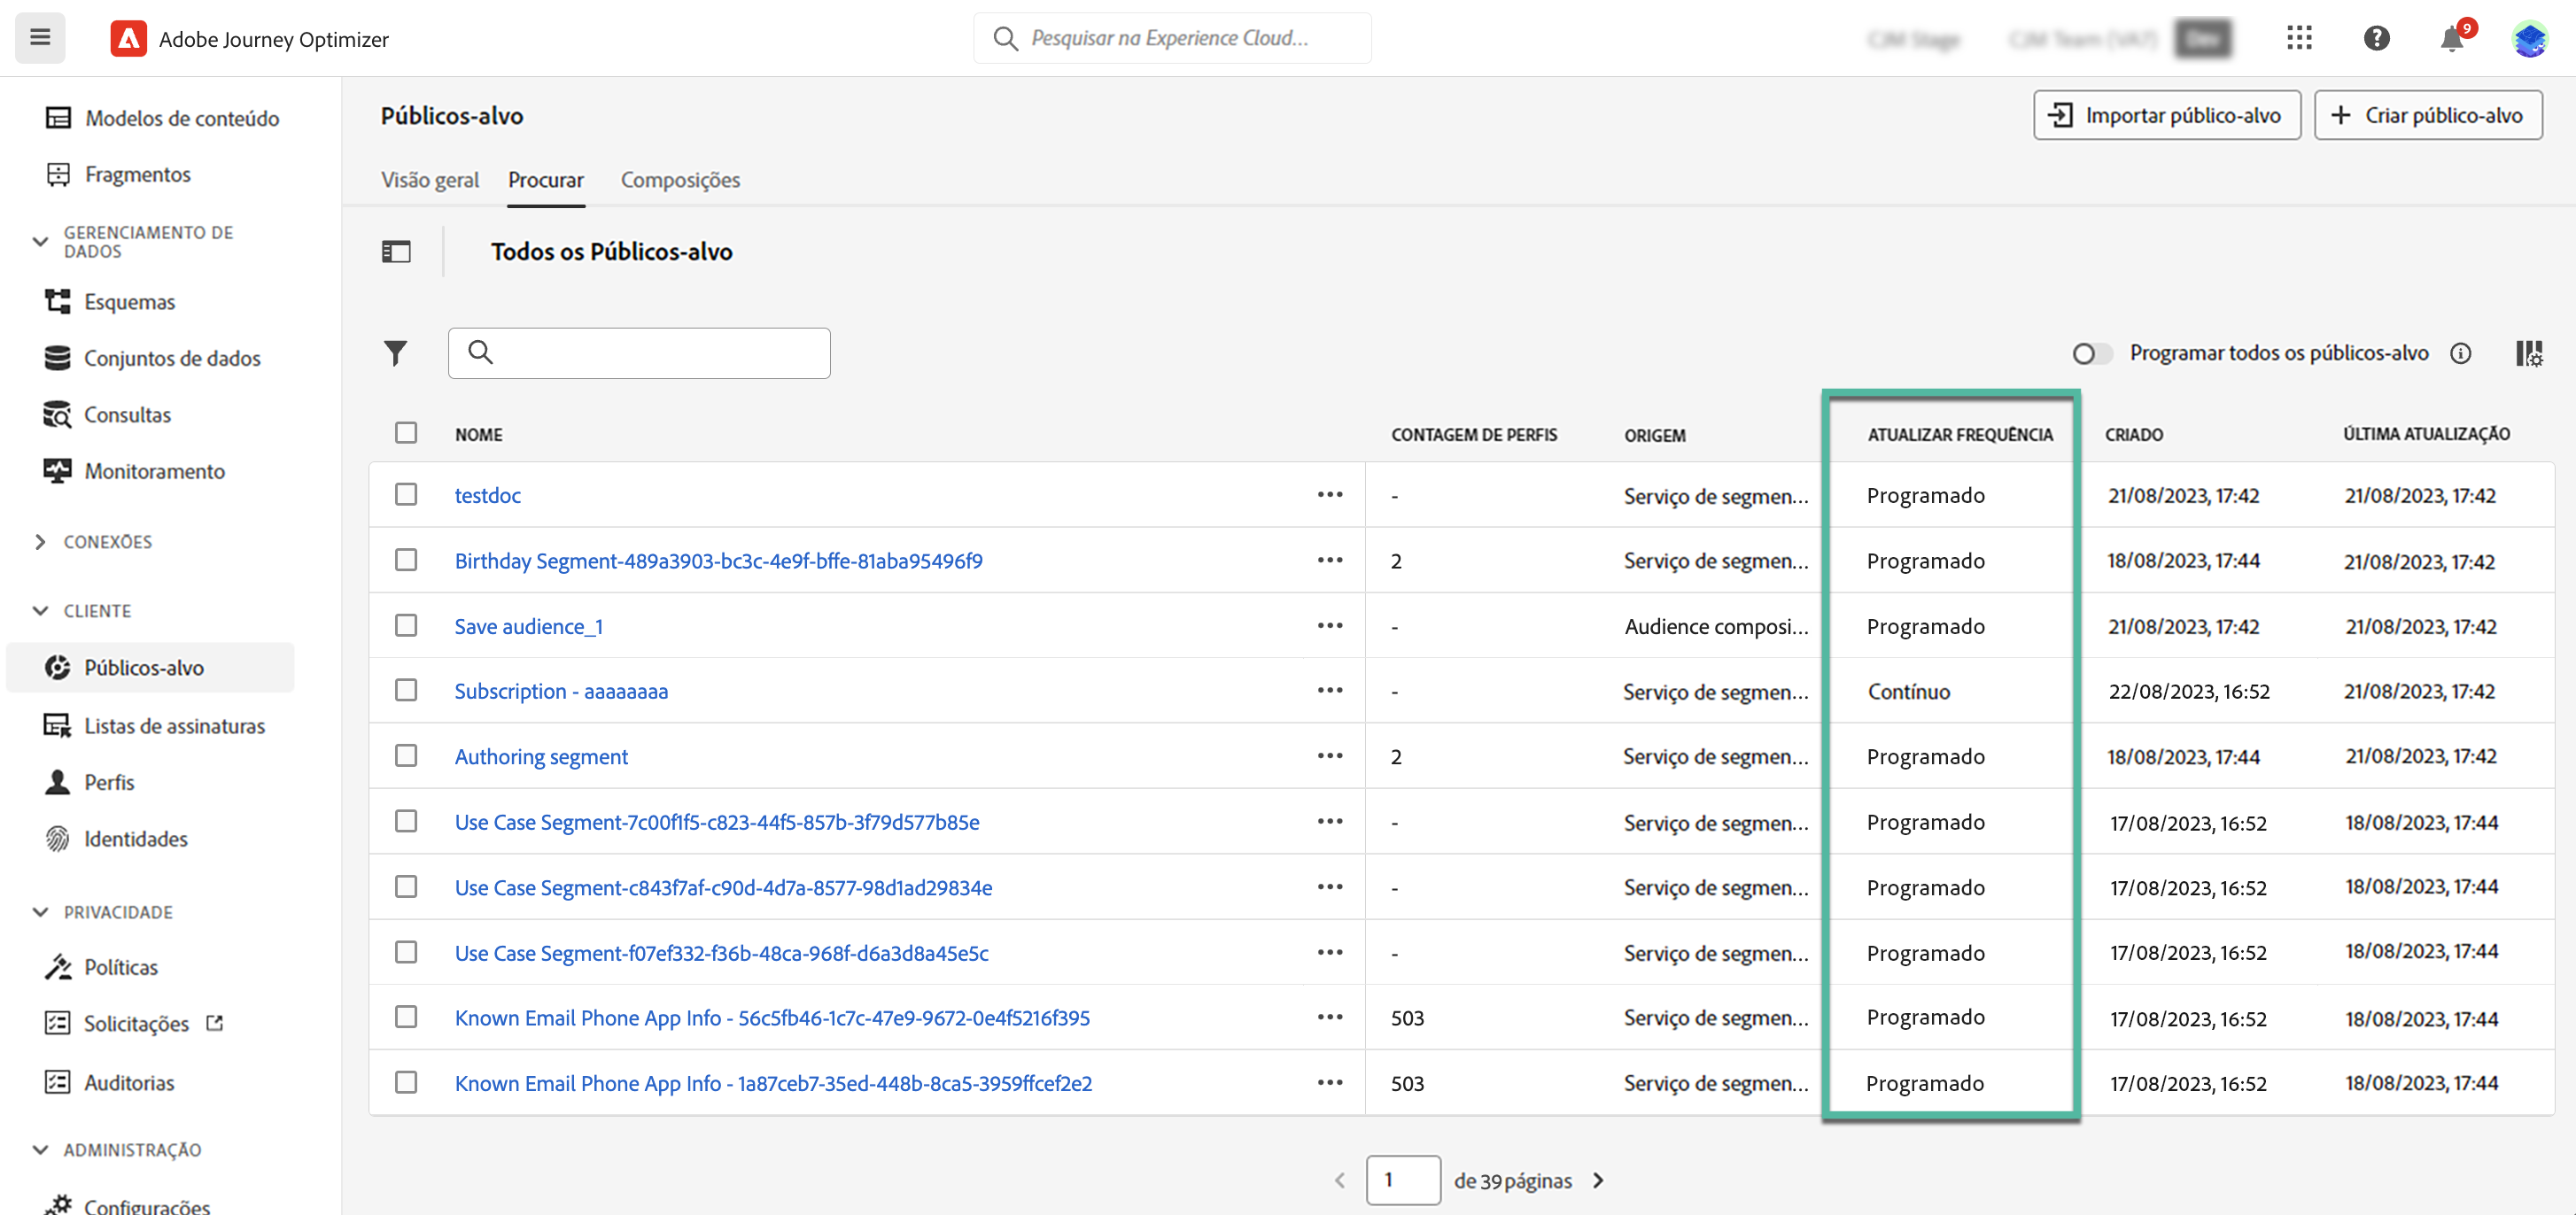 Adobe Journey Optimizer
Pesquisar na Experience Cloud...
9
Modelos de conteúdo
Fragmentos
GERENCIAMENTO DE
DADOS
Esquemas
Conjuntos de dados
Consultas
Monitoramento
CONEXÕES
CLIENTE
Públicos-alvo
Listas de assinaturas
Perfis
Identidades
PRIVACIDADE
Políticas
Solicitações
Auditorias
ADMINISTRAÇÃO
Configurações
Públicos-alvo
Importar público-alvo
Criar público-alvo
Visão geral Procurar Composições
Todos os Públicos-alvo
Programar todos os públicos-alvo
NOME CONTAGEM DE PERFIS ORIGEM ATUALIZAR FREQUÊNCIA CRIADO ÚLTIMA ATUALIZAÇÃO
testdoc ••• - Serviço de segmen... Programado 21/08/2023, 17:42 21/08/2023, 17:42
Birthday Segment-489a3903-bc3c-4e9f-bffe-81aba95496f9 ••• 2 Serviço de segmen... Programado 18/08/2023, 17:44 21/08/2023, 17:42
Save audience_1 ••• - Audience composi... Programado 21/08/2023, 17:42 21/08/2023, 17:42
Subscription - aaaaaaaa ••• - Serviço de segmen... Contínuo 22/08/2023, 16:52 21/08/2023, 17:42
Authoring segment ••• 2 Serviço de segmen... Programado 18/08/2023, 17:44 21/08/2023, 17:42
Use Case Segment-7c00f1f5-c823-44f5-857b-3f79d577b85e ••• - Serviço de segmen... Programado 17/08/2023, 16:52 18/08/2023, 17:44
Use Case Segment-c843f7af-c90d-4d7a-8577-98d1ad29834e ••• - Serviço de segmen... Programado 17/08/2023, 16:52 18/08/2023, 17:44
Use Case Segment-f07ef332-f36b-48ca-968f-d6a3d8a45e5c ••• - Serviço de segmen... Programado 17/08/2023, 16:52 18/08/2023, 17:44
Known Email Phone App Info - 56c5fb46-1c7c-47e9-9672-0e4f5216f395 ••• 503 Serviço de segmen... Programado 17/08/2023, 16:52 18/08/2023, 17:44
Known Email Phone App Info - 1a87ceb7-35ed-448b-8ca5-3959ffcef2e2 ••• 503 Serviço de segmen... Programado 17/08/2023, 16:52 18/08/2023, 17:44
1 de 39 páginas